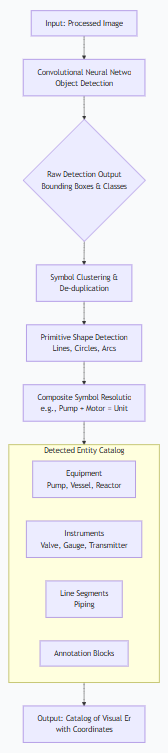 Input: Processed Image
Convolutional Neural Netwo
Object Detection
Raw Detection Output
Bounding Boxes & Classes
Symbol Clustering &
De-duplication
Primitive Shape Detection
Lines, Circles, Arcs
Composite Symbol Resolutio
e.g., Pump + Motor = Unit
Detected Entity Catalog
Equipment
Pump, Vessel, Reactor
Instruments
Valve, Gauge, Transmitter
Line Segments
Piping
Annotation Blocks
Output: Catalog of Visual Er
with Coordinates